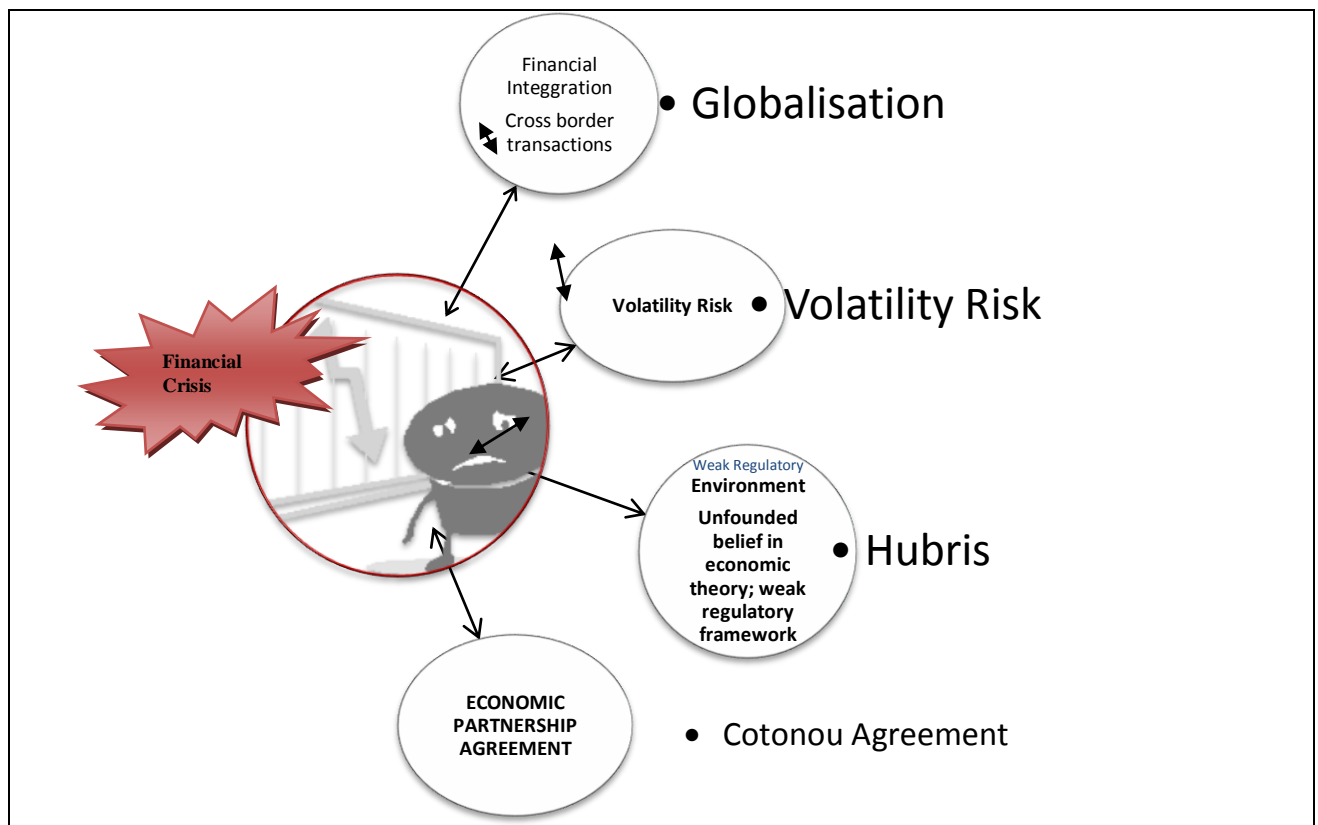 Financial
Integgration
Cross border
transactions
• Globalisation
Volatility Risk
• Volatility Risk
Financial
Crisis
Weak Regulatory
Environment
Unfounded
belief in
economic
theory; weak
regulatory
framework
• Hubris
ECONOMIC
PARTNERSHIP
AGREEMENT
• Cotonou Agreement